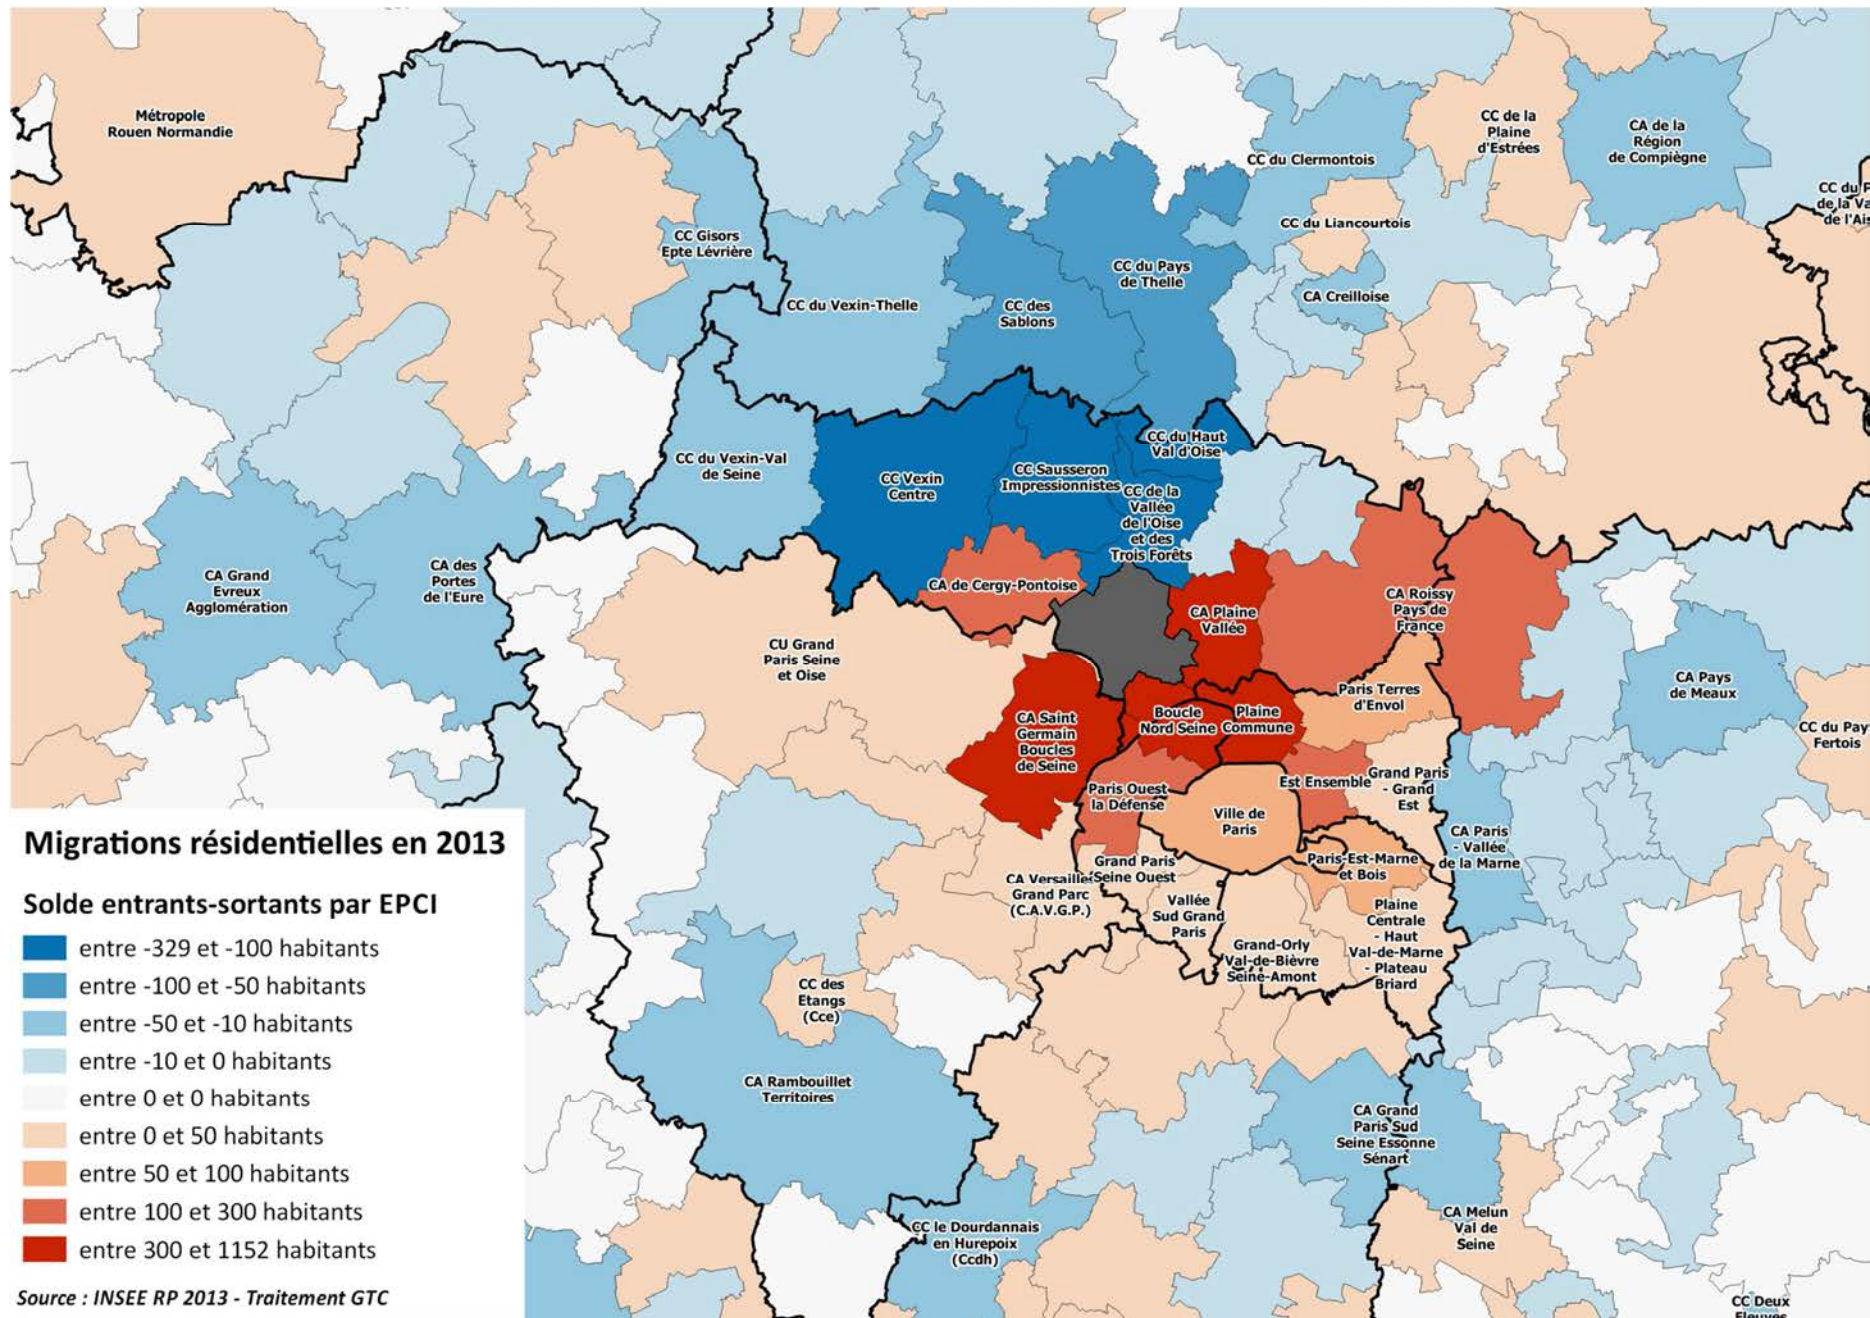 Métropole
Rouen Normandie
CC de la
Plaine
d'Estrées
CA de la
Région
de Compiègne
CC du Clermontois
CC du Liancourtois
CC Gisors
Epte Lévrière
CC du Pays
de Thelle
CA Creilloise
CC du Vexin-Thelle
CC des
Sablons
CC du Vexin-Val
de Seine
CC Vexin
Centre
CC Sausseron
Impressionnistes
CC du Haut
Val d'Oise
CC de la
Vallée
de l'Oise
et des
Trois Forêts
CA Grand
Evreux
Agglomération
CA des
Portes
de l'Eure
CA de Cergy-Pontoise
CA Plaine
Vallée
CA Roissy
Pays de
France
CU Grand
Paris Seine
et Oise
CA Pays
de Meaux
Paris Terres
d'Envol
CA Saint
Germain
Boucles
de Seine
Boucle
Nord Seine
Plaine
Commune
CC du Pays
Fertois
Paris Ouest
la Défense
Ville de
Paris
Est Ensemble
Grand Paris
- Grand
Est
CA Paris
- Vallée
de la Marne
Grand Paris
Seine Ouest
CA Versailles
Grand Parc
(C.A.V.G.P.)
Vallée
Sud Grand
Paris
Paris-Est-Marne
et Bois
Plaine
Centrale
- Haut
Val-de-Marne
- Plateau
Briard
Grand-Orly
Val-de-Bièvre
Seine-Amont
CC des
Etangs
(Cce)
CA Rambouillet
Territoires
CA Grand
Paris Sud
Seine Essonne
Sénart
CA Melun
Val de
Seine
CC le Dourdannais
en Hurepoix
(Ccdh)
CC Deux
Fleuves
Migrations résidentielles en 2013
Solde entrants-sortants par EPCI
entre -329 et -100 habitants
entre -100 et -50 habitants
entre -50 et -10 habitants
entre -10 et 0 habitants
entre 0 et 0 habitants
entre 0 et 50 habitants
entre 50 et 100 habitants
entre 100 et 300 habitants
entre 300 et 1152 habitants
Source : INSEE RP 2013 - Traitement GTC